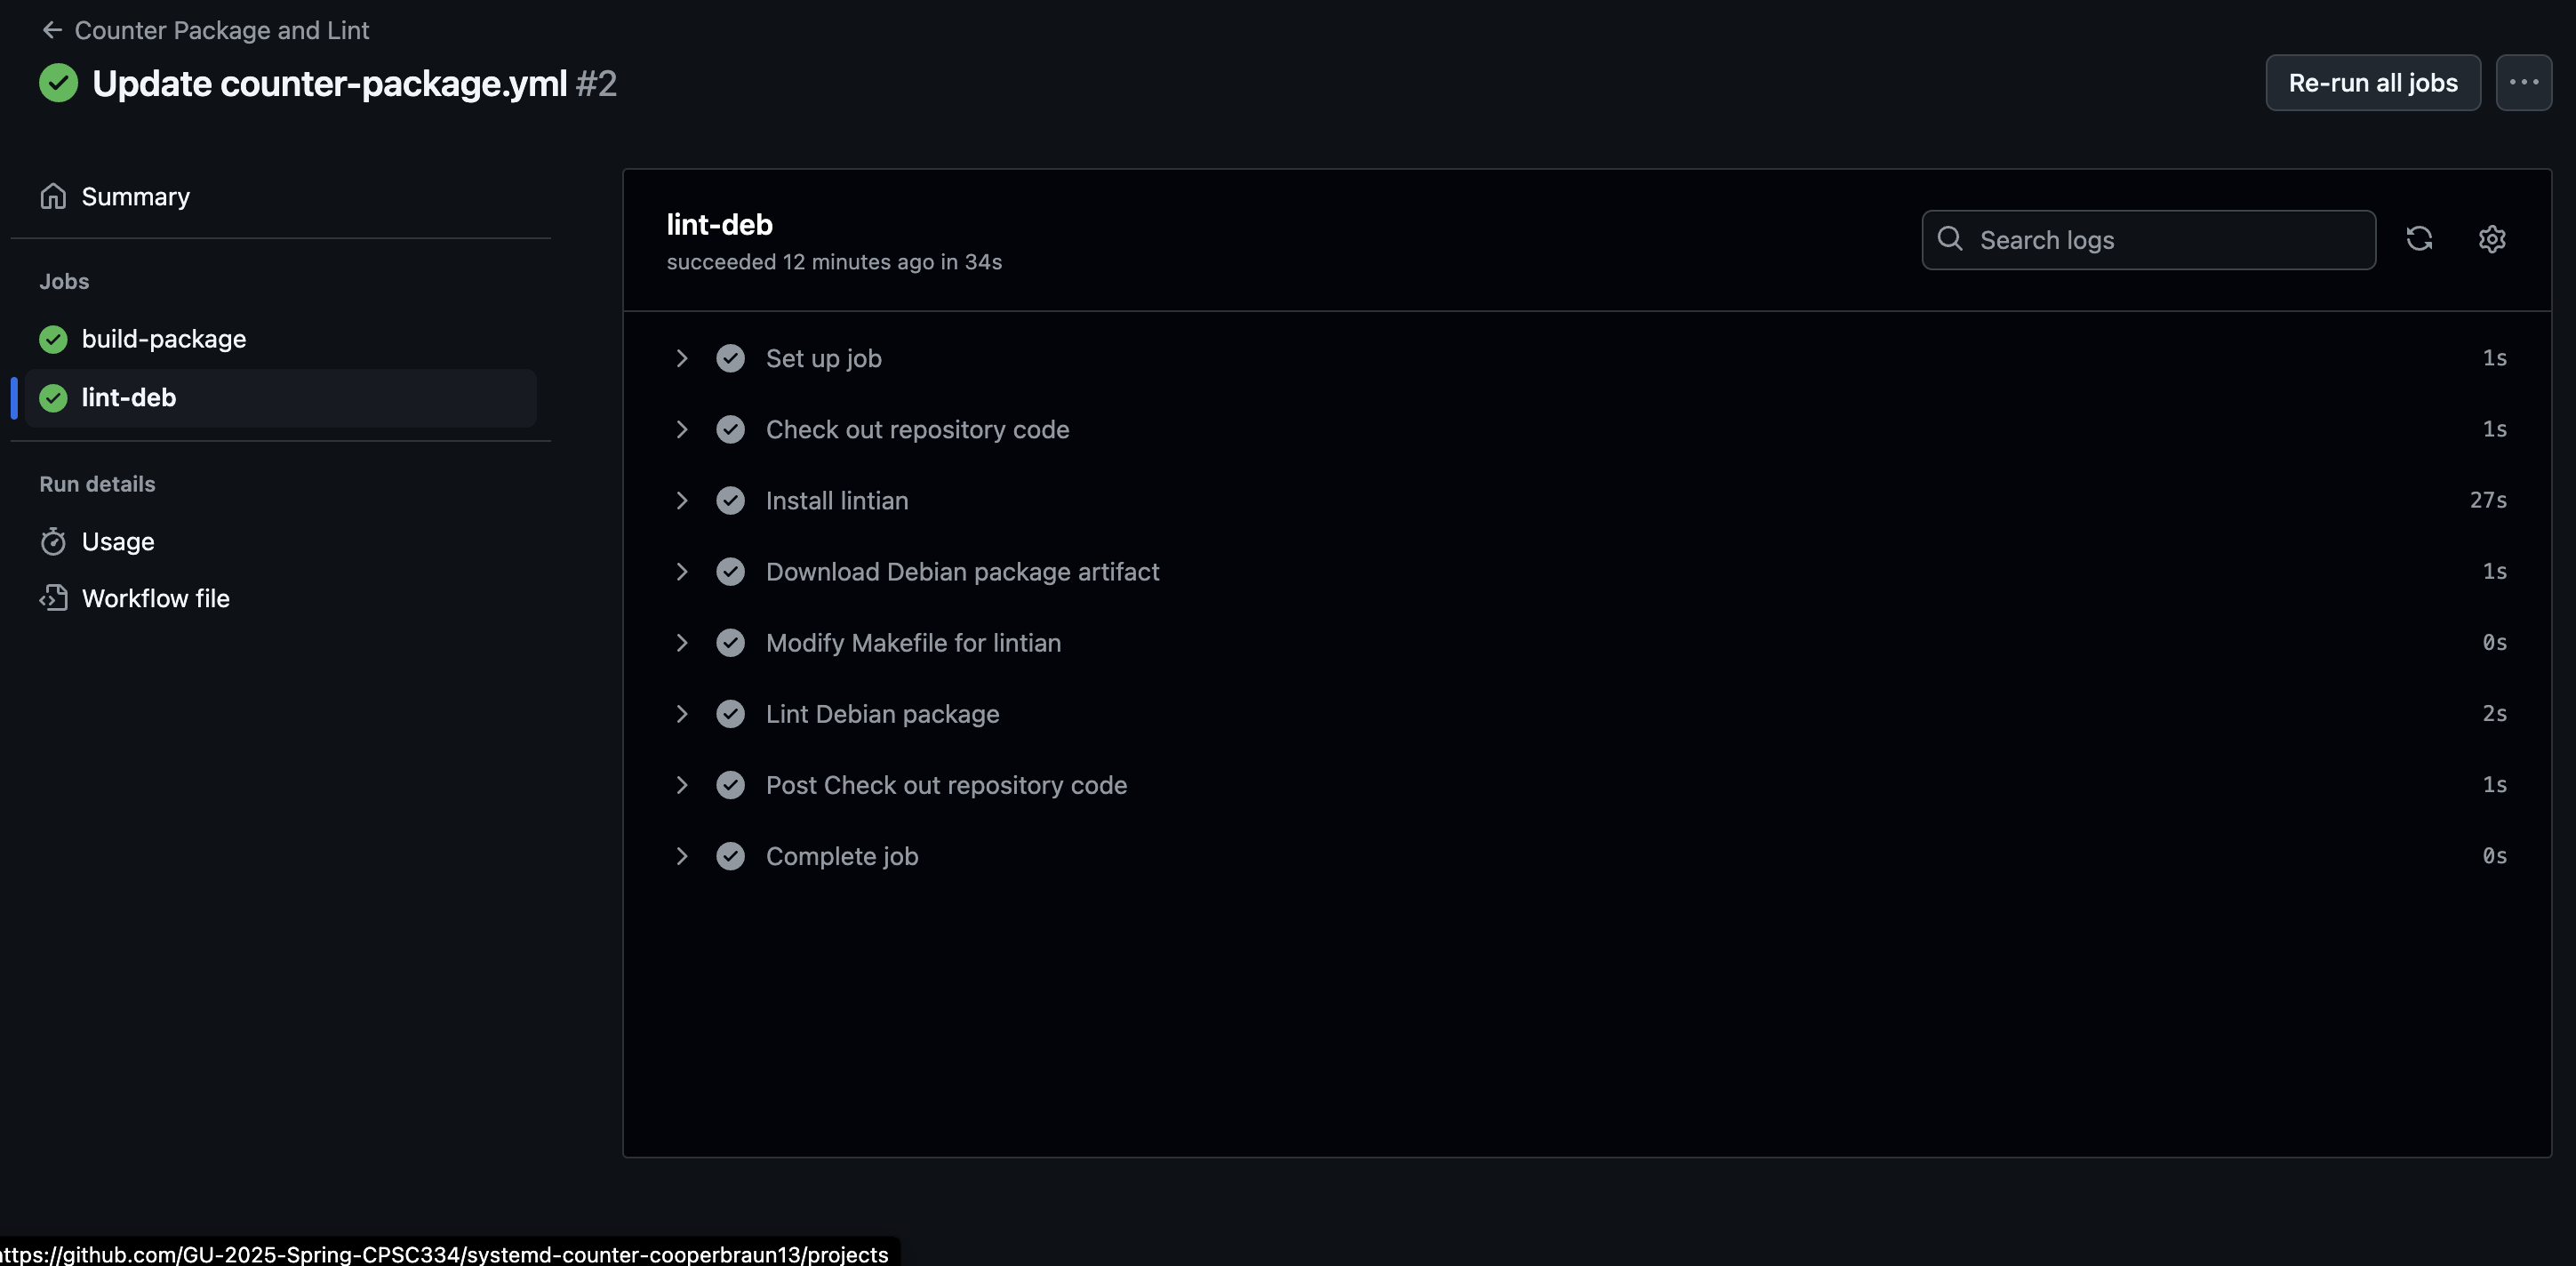 Counter Package and Lint
Update counter-package.yml #2
Re-run all jobs
Summary
Jobs
build-package
lint-deb
Run details
Usage
Workflow file
lint-deb
succeeded 12 minutes ago in 34s
Search logs
Set up job 1s
Check out repository code 1s
Install lintian 27s
Download Debian package artifact 1s
Modify Makefile for lintian 0s
Lint Debian package 2s
Post Check out repository code 1s
Complete job 0s
ttps://github.com/GU-2025-Spring-CPSC334/systemd-counter-cooperbraun13/projects